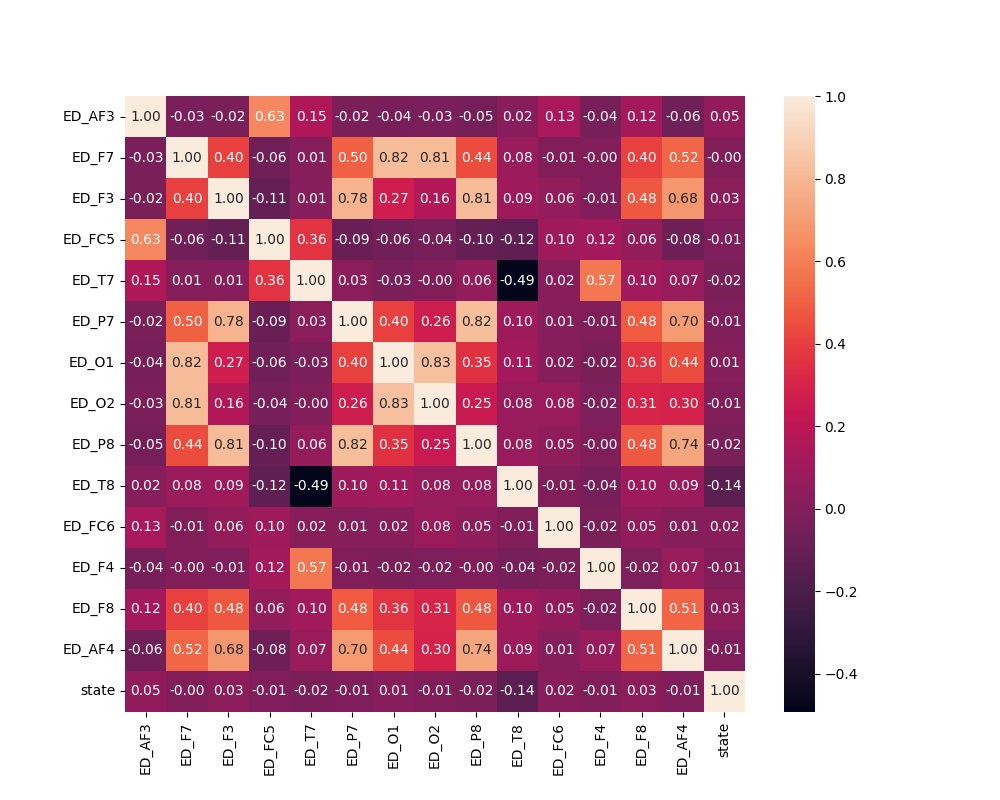 ED_AF3 1.00 -0.03 -0.02 0.63 0.15 -0.02 -0.04 -0.03 -0.05 0.02 0.13 -0.04 0.12 -0.06 0.05
ED_F7 -0.03 1.00 0.40 -0.06 0.01 0.50 0.82 0.81 0.44 0.08 -0.01 -0.00 0.40 0.52 -0.00
ED_F3 -0.02 0.40 1.00 -0.11 0.01 0.78 0.27 0.16 0.81 0.09 0.06 -0.01 0.48 0.68 0.03
ED_FC5 0.63 -0.06 -0.11 1.00 0.36 -0.09 -0.06 -0.04 -0.10 -0.12 0.10 0.12 0.06 -0.08 -0.01
ED_T7 0.15 0.01 0.01 0.36 1.00 0.03 -0.03 -0.00 0.06 -0.49 0.02 0.57 0.10 0.07 -0.02
ED_P7 -0.02 0.50 0.78 -0.09 0.03 1.00 0.40 0.26 0.82 0.10 0.01 -0.01 0.48 0.70 -0.01
ED_O1 -0.04 0.82 0.27 -0.06 -0.03 0.40 1.00 0.83 0.35 0.11 0.02 -0.02 0.36 0.44 0.01
ED_O2 -0.03 0.81 0.16 -0.04 -0.00 0.26 0.83 1.00 0.25 0.08 0.08 -0.02 0.31 0.30 -0.01
ED_P8 -0.05 0.44 0.81 -0.10 0.06 0.82 0.35 0.25 1.00 0.08 0.05 -0.00 0.48 0.74 -0.02
ED_T8 0.02 0.08 0.09 -0.12 -0.49 0.10 0.11 0.08 0.08 1.00 -0.01 -0.04 0.10 0.09 -0.14
ED_FC6 0.13 -0.01 0.06 0.10 0.02 0.01 0.02 0.08 0.05 -0.01 1.00 -0.02 0.05 0.01 0.02
ED_F4 -0.04 -0.00 -0.01 0.12 0.57 -0.01 -0.02 -0.02 -0.00 -0.04 -0.02 1.00 -0.02 0.07 -0.01
ED_F8 0.12 0.40 0.48 0.06 0.10 0.48 0.36 0.31 0.48 0.10 0.05 -0.02 1.00 0.51 0.03
ED_AF4 -0.06 0.52 0.68 -0.08 0.07 0.70 0.44 0.30 0.74 0.09 0.01 0.07 0.51 1.00 -0.01
state 0.05 -0.00 0.03 -0.01 -0.02 -0.01 0.01 -0.01 -0.02 -0.14 0.02 -0.01 0.03 -0.01 1.00
ED_AF3 ED_F7 ED_F3 ED_FC5 ED_T7 ED_P7 ED_O1 ED_O2 ED_P8 ED_T8 ED_FC6 ED_F4 ED_F8 ED_AF4 state
1.0
0.8
0.6
0.4
0.2
0.0
−0.2
−0.4